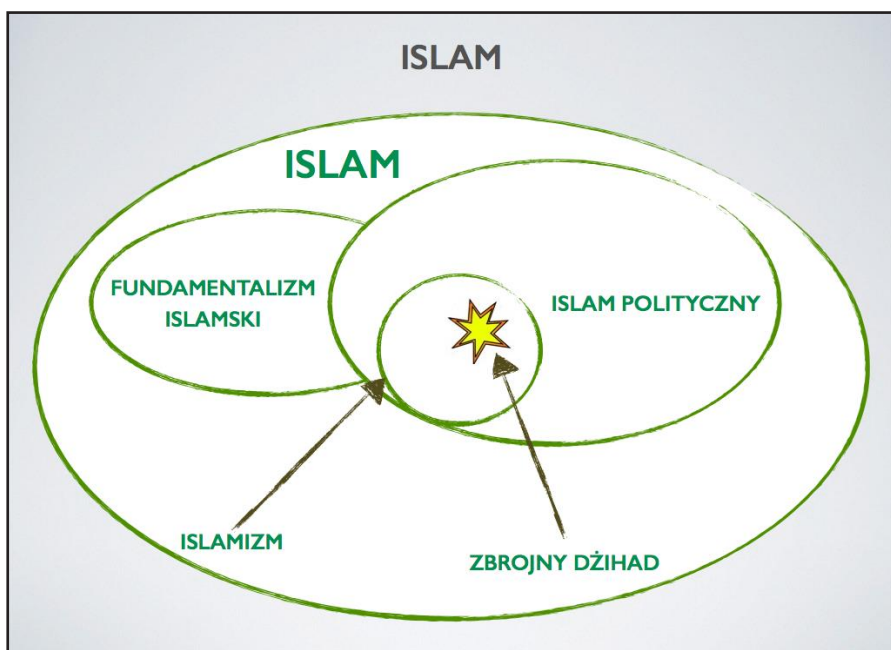 ISLAM
ISLAM
FUNDAMENTALIZM
ISLAMSKI
ISLAM POLITYCZNY
ISLAMIZM
ZBROJNY DŻIHAD